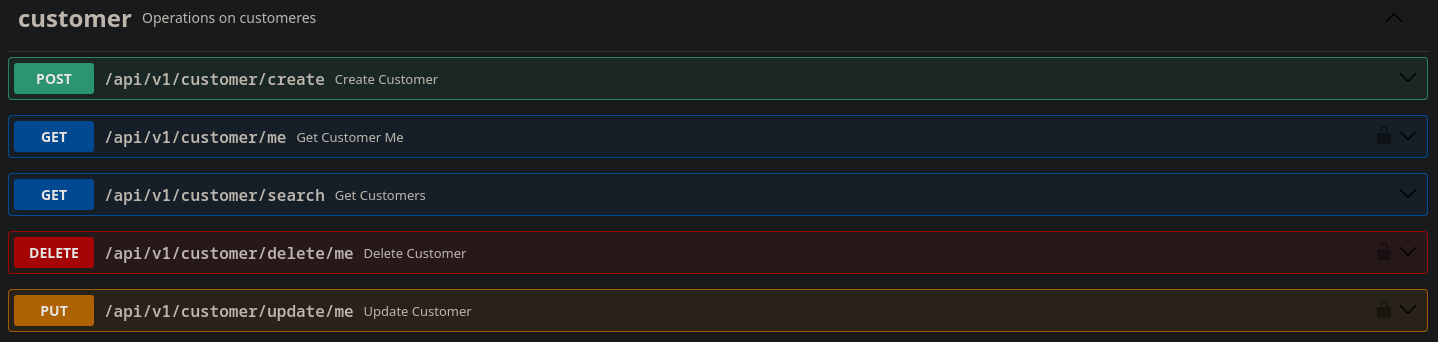 customer Operations on customeres
POST /api/v1/customer/create Create Customer
GET /api/v1/customer/me Get Customer Me
GET /api/v1/customer/search Get Customers
DELETE /api/v1/customer/delete/me Delete Customer
PUT /api/v1/customer/update/me Update Customer